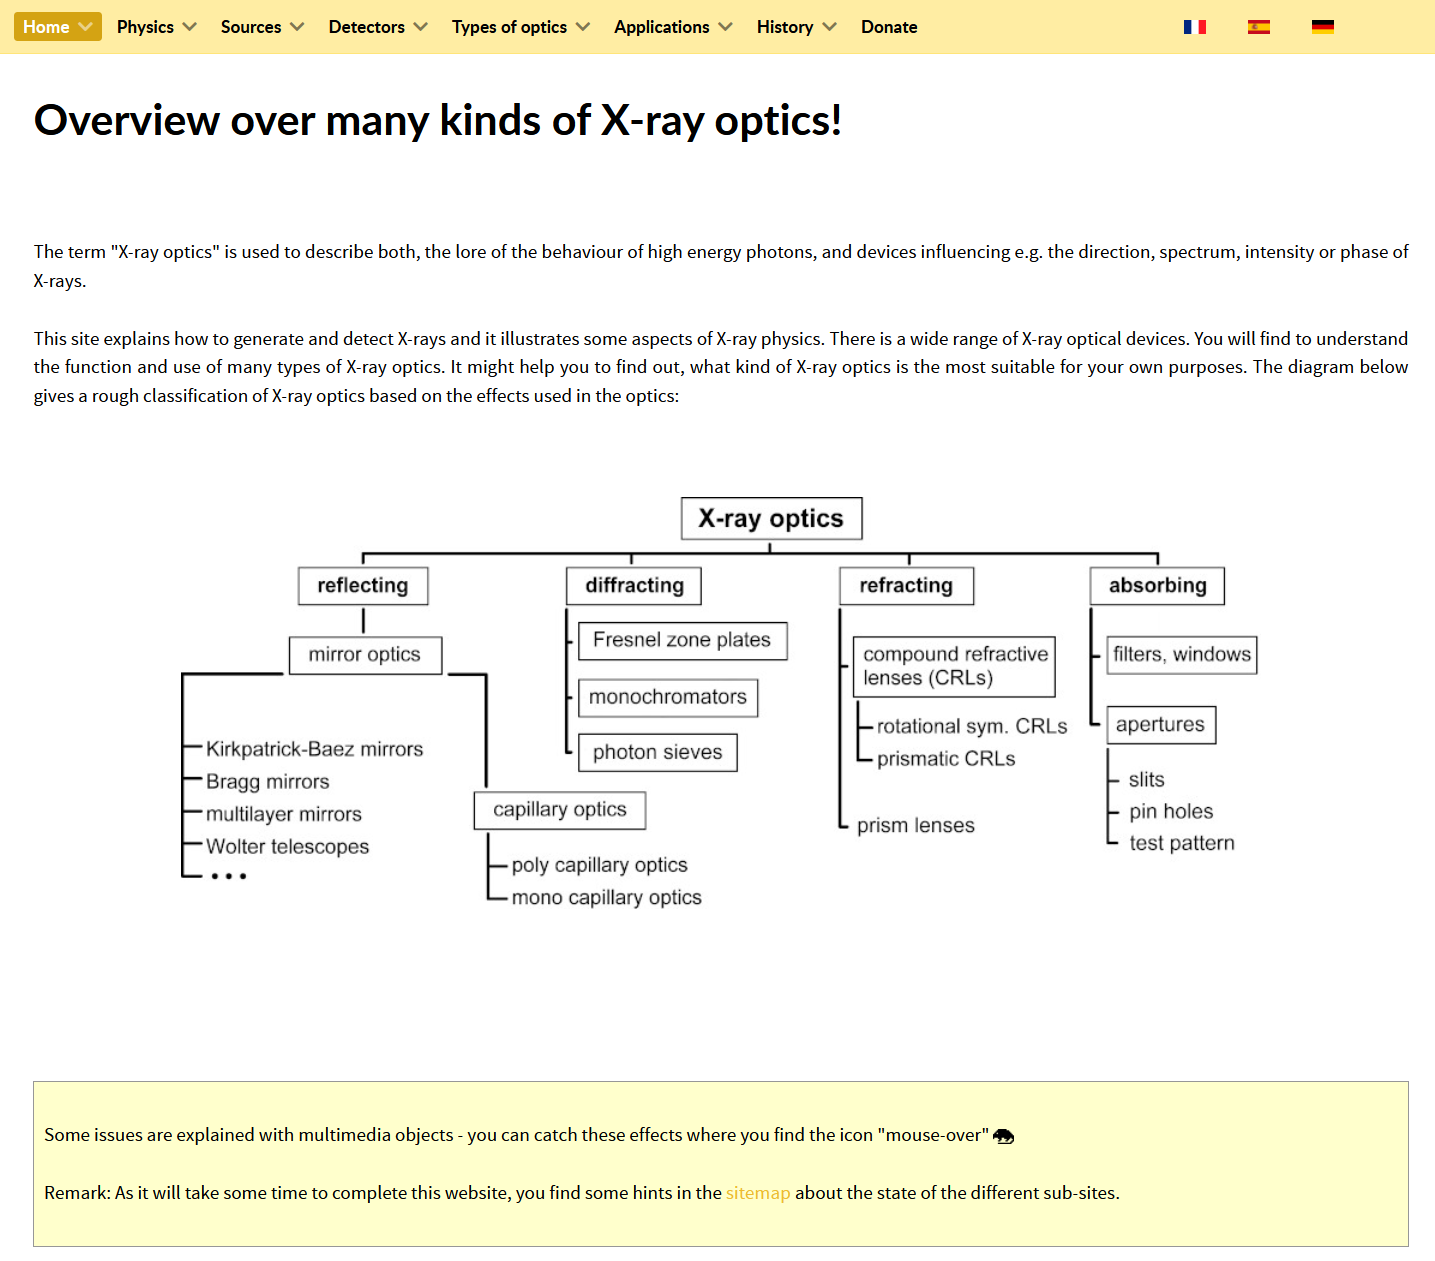 Home Physics Sources Detectors Types of optics Applications History Donate
Overview over many kinds of X-ray optics!
The term "X-ray optics" is used to describe both, the lore of the behaviour of high energy photons, and devices influencing e.g. the direction, spectrum, intensity or phase of
X-rays.
This site explains how to generate and detect X-rays and it illustrates some aspects of X-ray physics. There is a wide range of X-ray optical devices. You will find to understand
the function and use of many types of X-ray optics. It might help you to find out, what kind of X-ray optics is the most suitable for your own purposes. The diagram below
gives a rough classification of X-ray optics based on the effects used in the optics:
X-ray optics
reflecting
mirror optics
Kirkpatrick-Baez mirrors
Bragg mirrors
multilayer mirrors
Wolter telescopes
• • •
capillary optics
poly capillary optics
mono capillary optics
diffracting
Fresnel zone plates
monochromators
photon sieves
refracting
compound refractive
lenses (CRLs)
rotational sym. CRLs
prismatic CRLs
prism lenses
absorbing
filters, windows
apertures
slits
pin holes
test pattern
Some issues are explained with multimedia objects - you can catch these effects where you find the icon "mouse-over"
Remark: As it will take some time to complete this website, you find some hints in the sitemap about the state of the different sub-sites.